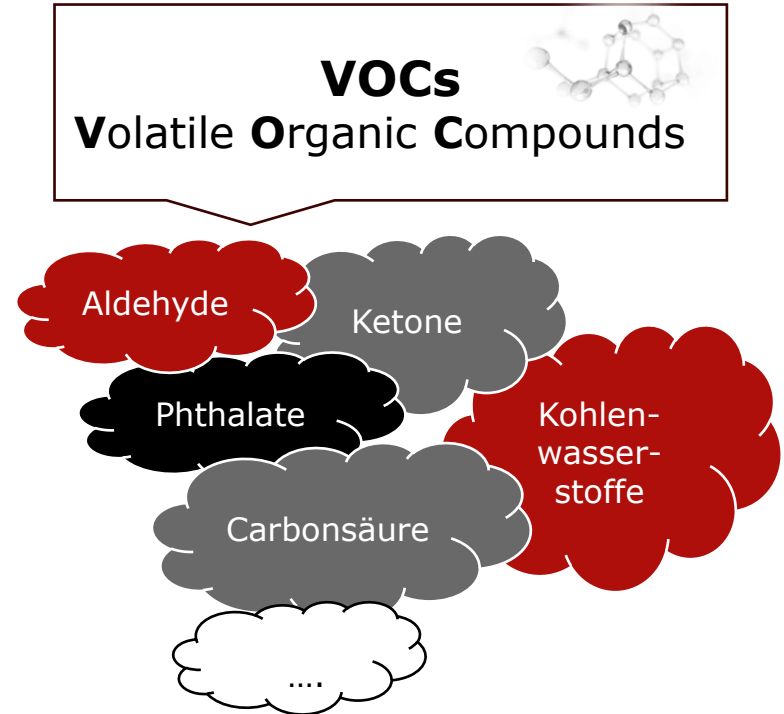 VOCs
Volatile Organic Compounds
Aldehyde
Ketone
Phthalate
Kohlen-
wasser-
stoffe
Carbonsäure
....